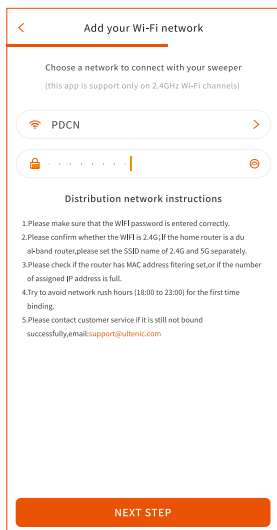 Add your Wi-Fi network
Choose a network to connect with your sweeper
(this app is support only on 2.4GHz Wi-Fi channels)
PDCN
Distribution network instructions
1.Please make sure that the WIFI password is entered correctly.
2.Please confirm whether the WIFI is 2.4G;If the home router is a du
al-band router,please set the SSID name of 2.4G and 5G separately.
3.Please check if the router has MAC address fitering set,or if the number
of assigned IP address is full.
4.Try to avoid network rush hours (18:00 to 23:00) for the first time
binding.
5.Please contact customer service if it is still not bound
successfully,email:support@ultenic.com
NEXT STEP